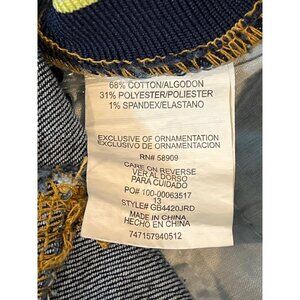 68% COTTON/ALGODON
31% POLYESTER/POLIESTER
1% SPANDEX/ELASTANO
EXCLUSIVE OF ORNAMENTATION
EXCLUSIVO DE ORNAMENTACION
RN# 58909
CARE ON REVERSE
VER AL DORSO
PARA CUIDADO
PO# 100-00063517
13
STYLE# GB4420JRD
MADE IN CHINA
HECHO EN CHINA
747157940512